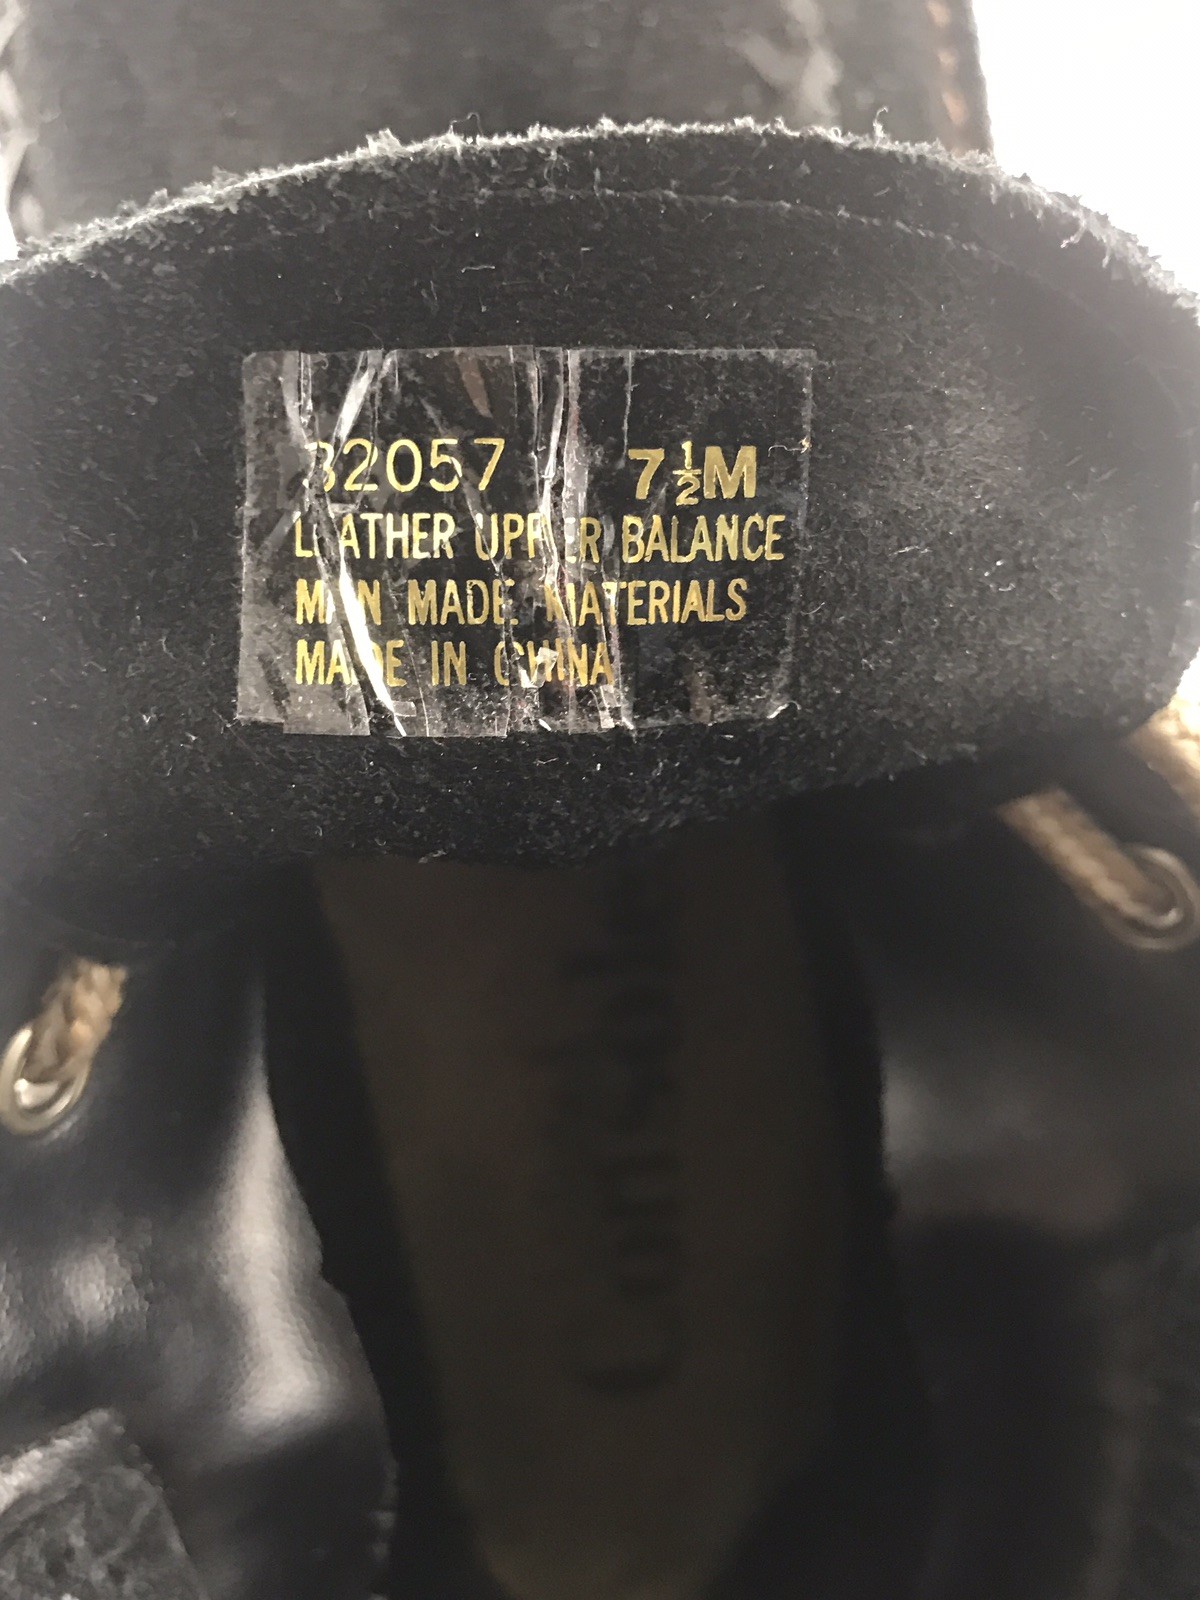 32057 7½M
LEATHER UPPER BALANCE
MAN MADE MATERIALS
MADE IN CHINA